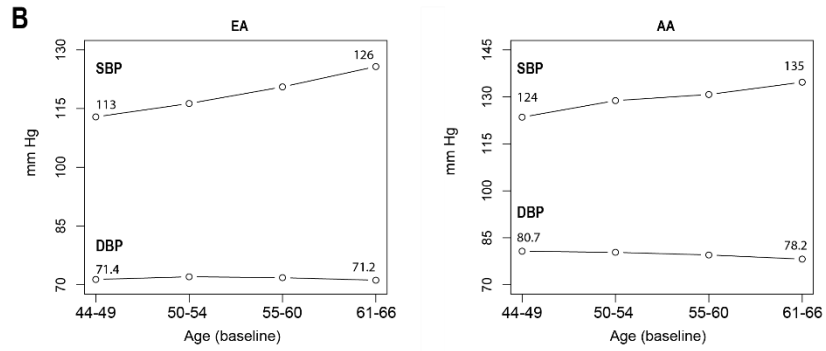 B
EA
mm Hg
130
115
100
85
70
SBP
113
126
DBP
71.4
71.2
44-49 50-54 55-60 61-66
Age (baseline)
AA
mm Hg
145
130
115
100
85
70
SBP
124
135
DBP
80.7
78.2
44-49 50-54 55-60 61-66
Age (baseline)